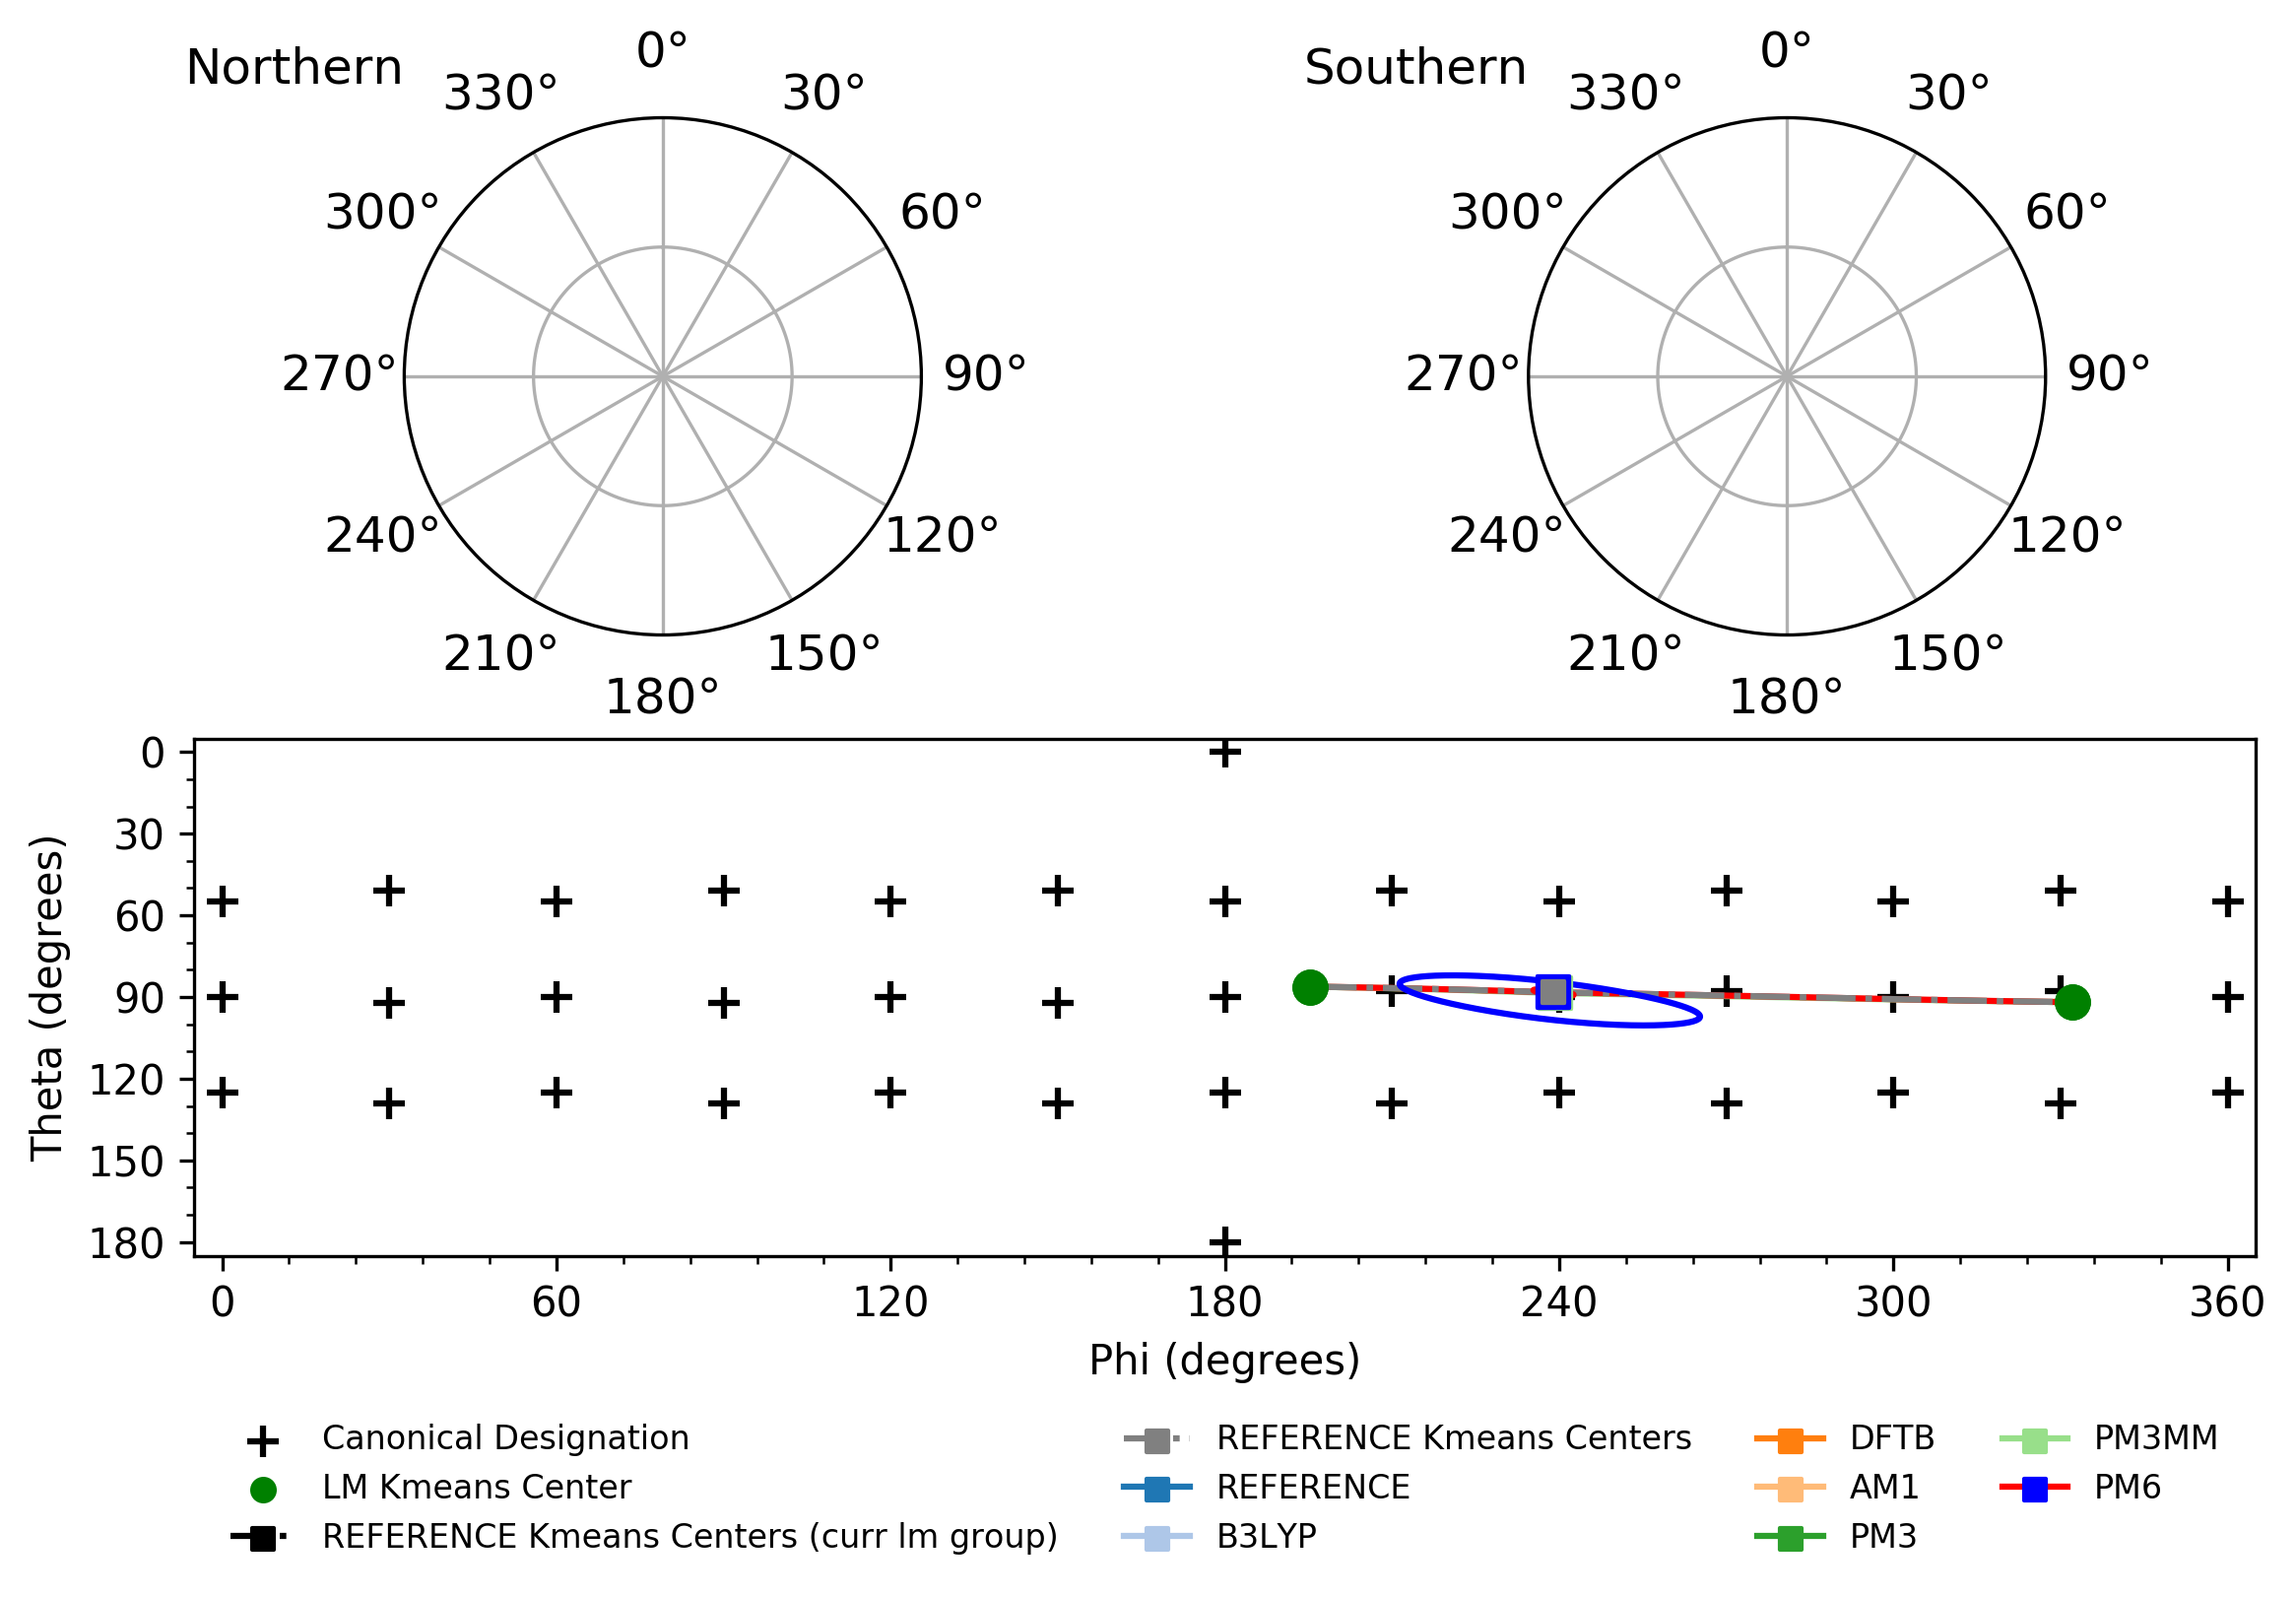 Northern
0°
30°
60°
90°
120°
150°
180°
210°
240°
270°
300°
330°
Southern
0°
30°
60°
90°
120°
150°
180°
210°
240°
270°
300°
330°
Theta (degrees)
0
30
60
90
120
150
180
0 60 120 180 240 300 360
Phi (degrees)
Canonical Designation
LM Kmeans Center
REFERENCE Kmeans Centers (curr lm group)
REFERENCE Kmeans Centers
REFERENCE
B3LYP
DFTB
AM1
PM3
PM3MM
PM6